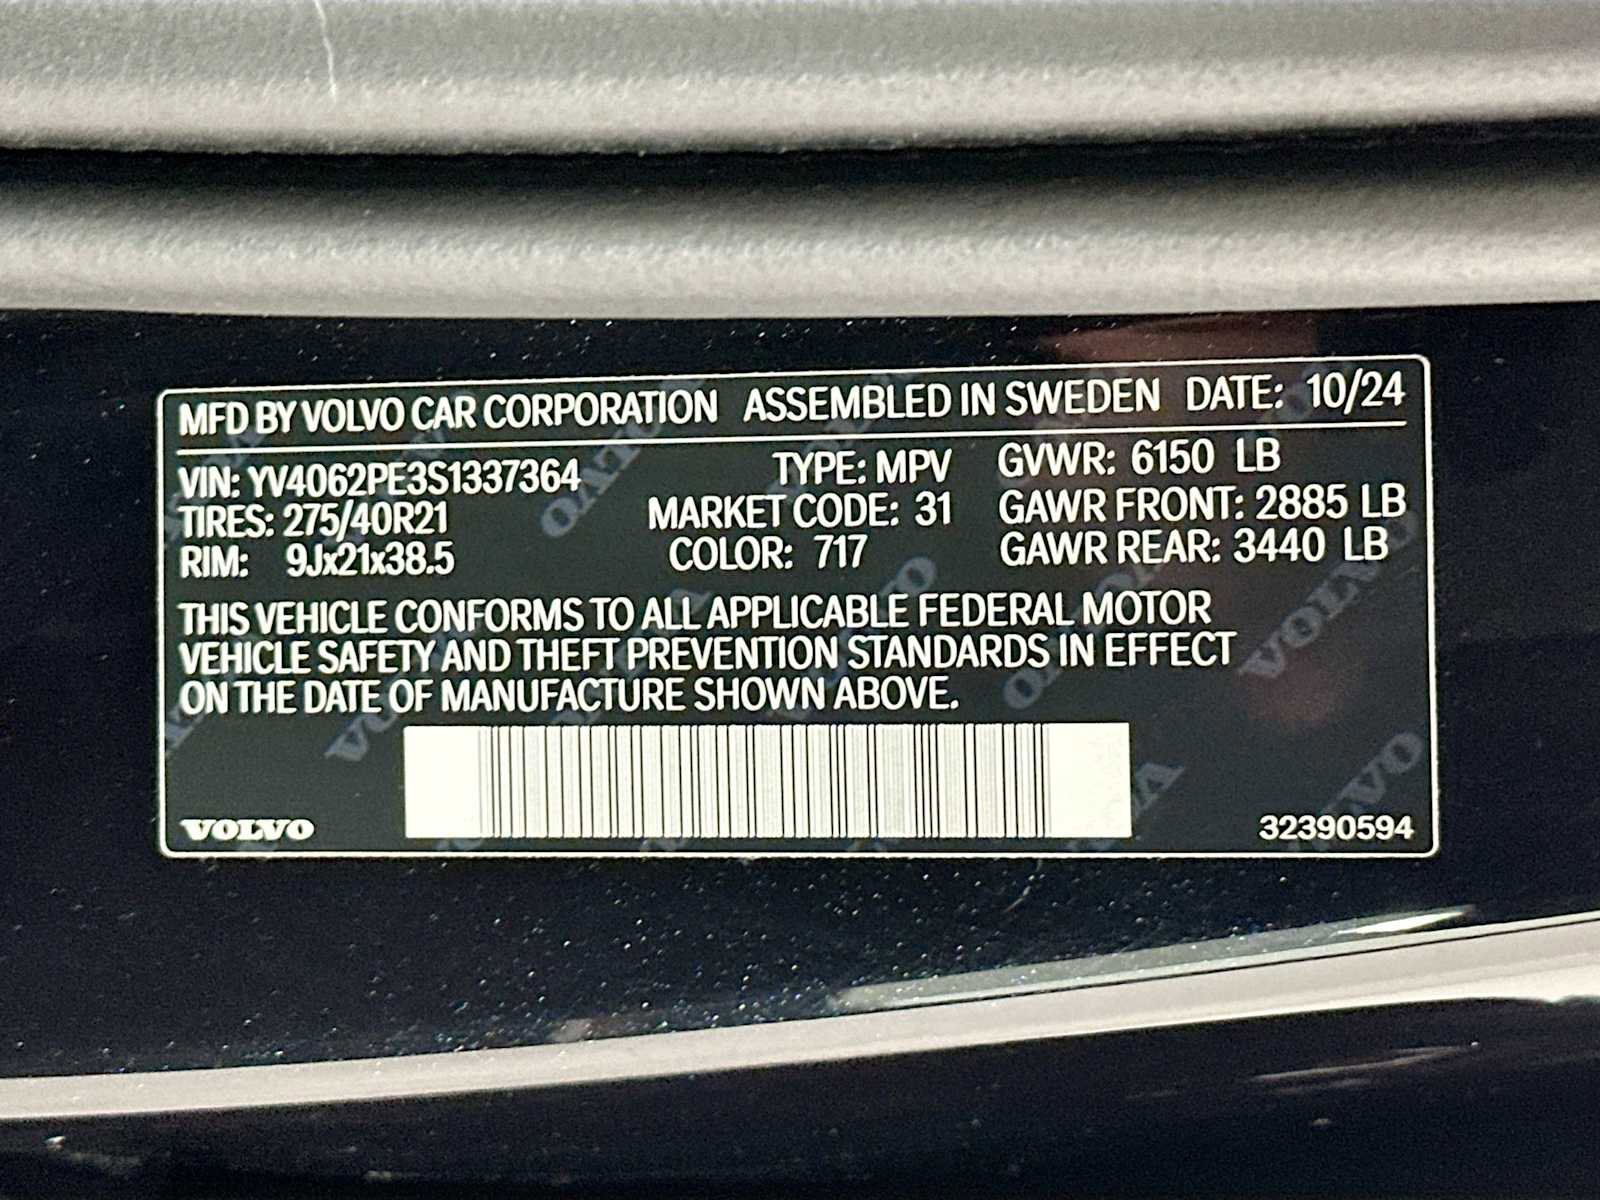 MFD BY VOLVO CAR CORPORATION ASSEMBLED IN SWEDEN DATE: 10/24
VIN: YV4062PE3S1337364 TYPE: MPV GVWR: 6150 LB
TIRES: 275/40R21 MARKET CODE: 31 GAWR FRONT: 2885 LB
RIM: 9Jx21x38.5 COLOR: 717 GAWR REAR: 3440 LB
THIS VEHICLE CONFORMS TO ALL APPLICABLE FEDERAL MOTOR
VEHICLE SAFETY AND THEFT PREVENTION STANDARDS IN EFFECT
ON THE DATE OF MANUFACTURE SHOWN ABOVE.
VOLVO 32390594